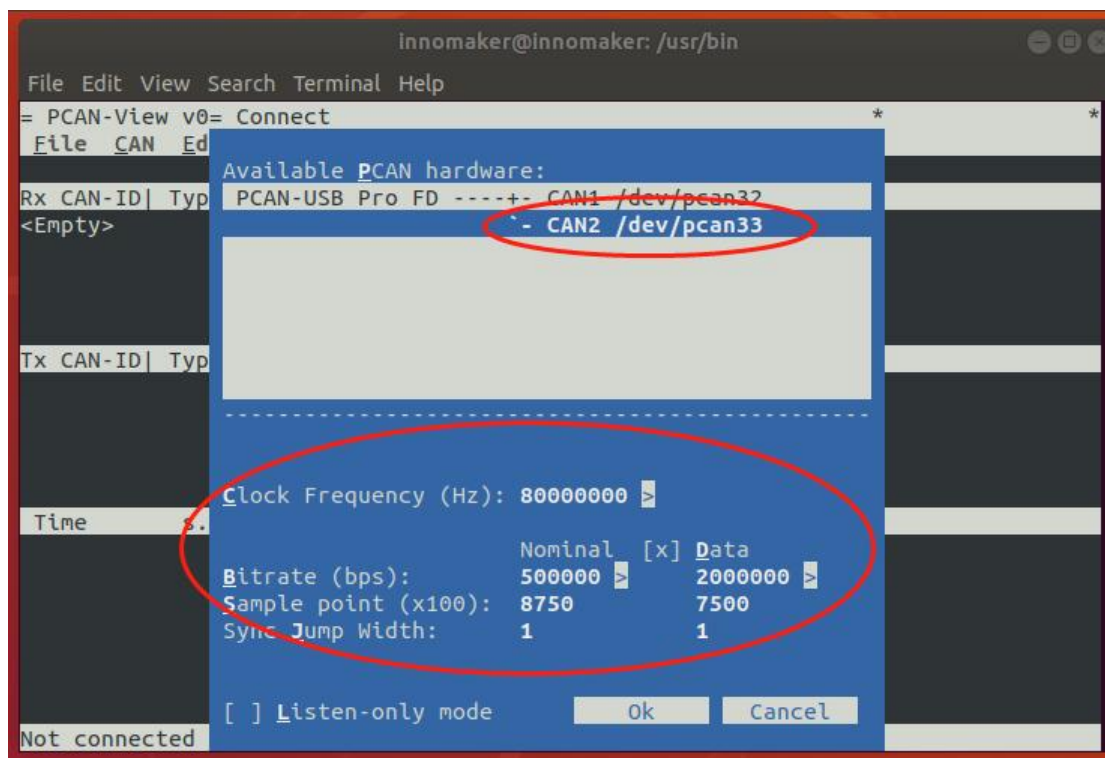 innomaker@innomaker: /usr/bin
File Edit View Search Terminal Help
= PCAN-View v0= Connect * *
File CAN Ed
Available PCAN hardware:
Rx CAN-ID| Typ PCAN-USB Pro FD ----+- CAN1 /dev/pcan32
<Empty> `- CAN2 /dev/pcan33
Tx CAN-ID| Typ
--------------------------------------------------
Clock Frequency (Hz): 80000000 >
Time s.
Nominal [x] Data
Bitrate (bps): 500000 > 2000000 >
Sample point (x100): 8750 7500
Sync Jump Width: 1 1
[ ] Listen-only mode Ok Cancel
Not connected